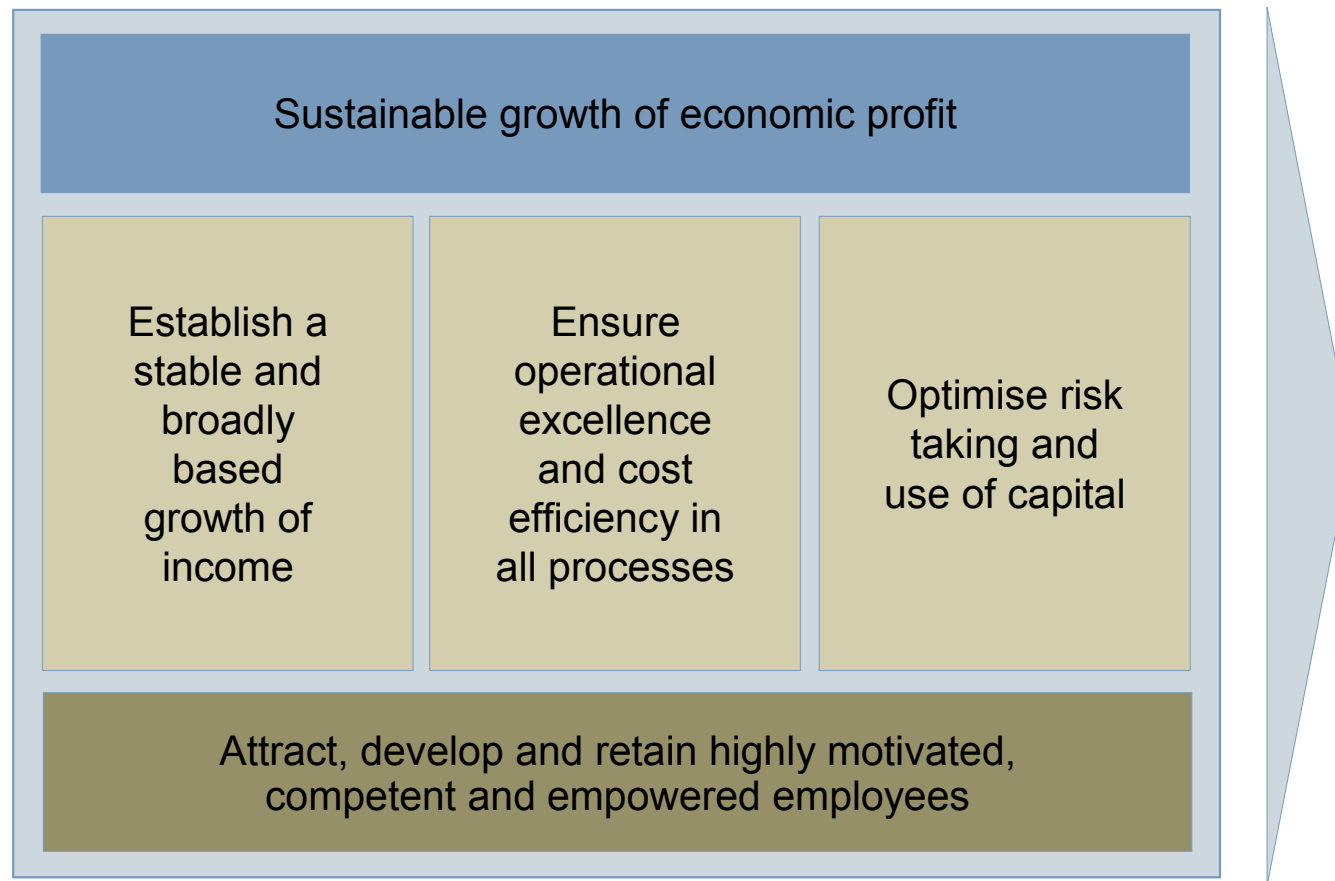 Sustainable growth of economic profit
Establish a
stable and
broadly
based
growth of
income
Ensure
operational
excellence
and cost
efficiency in
all processes
Optimise risk
taking and
use of capital
Attract, develop and retain highly motivated,
competent and empowered employees